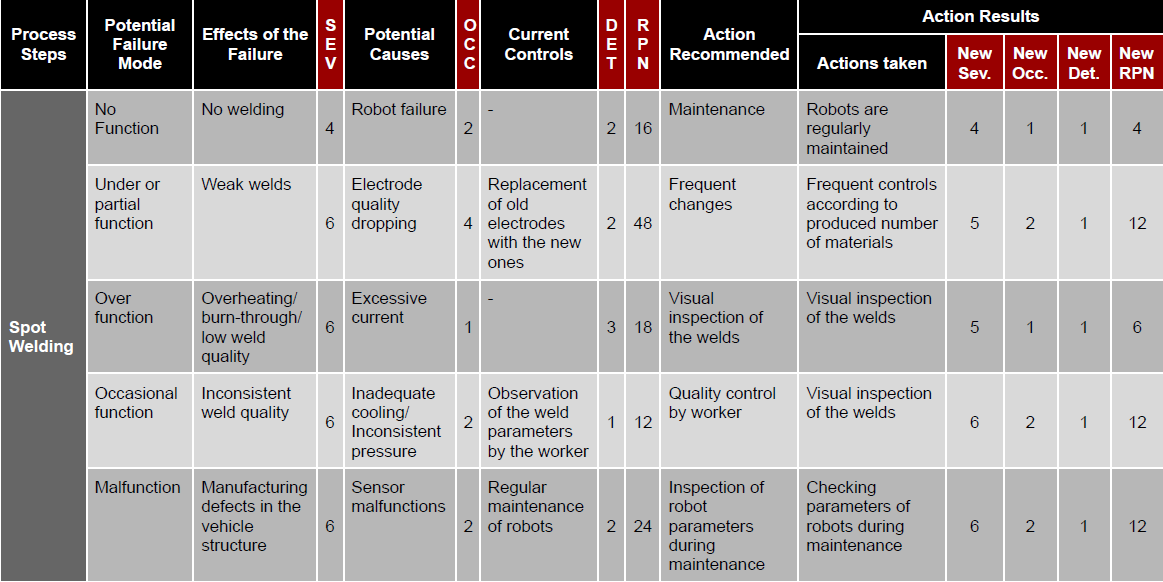 Process Steps
Potential Failure Mode
Effects of the Failure
SEV
Potential Causes
OCC
Current Controls
DET
RPN
Action Recommended
Action Results
Actions taken
New Sev.
New Occ.
New Det.
New RPN
Spot Welding
No Function
No welding
4
Robot failure
2
-
2
16
Maintenance
Robots are regularly maintained
4
1
1
4
Under or partial function
Weak welds
6
Electrode quality dropping
4
Replacement of old electrodes with the new ones
2
48
Frequent changes
Frequent controls according to produced number of materials
5
2
1
12
Over function
Overheating/ burn-through/ low weld quality
6
Excessive current
1
-
3
18
Visual inspection of the welds
Visual inspection of the welds
5
1
1
6
Occasional function
Inconsistent weld quality
6
Inadequate cooling/ Inconsistent pressure
2
Observation of the weld parameters by the worker
1
12
Quality control by worker
Visual inspection of the welds
6
2
1
12
Malfunction
Manufacturing defects in the vehicle structure
6
Sensor malfunctions
2
Regular maintenance of robots
2
24
Inspection of robot parameters during maintenance
Checking parameters of robots during maintenance
6
2
1
12